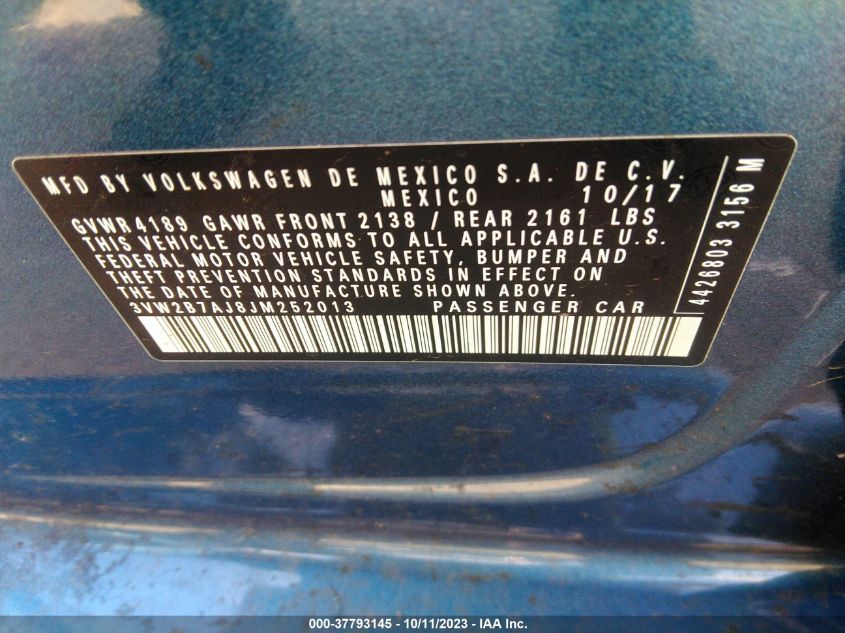 MFD BY VOLKSWAGEN DE MEXICO S.A. DE C.V.
MEXICO 10/17
GVWR4189 GAWR FRONT 2138 / REAR 2161 LBS
THIS VEHICLE CONFORMS TO ALL APPLICABLE U.S.
FEDERAL MOTOR VEHICLE SAFETY, BUMPER AND
THEFT PREVENTION STANDARDS IN EFFECT ON
THE DATE OF MANUFACTURE SHOWN ABOVE.
3VW2B7AJ8JM252013 PASSENGER CAR
4426803 3156 M
000-37793145 - 10/11/2023 - IAA Inc.